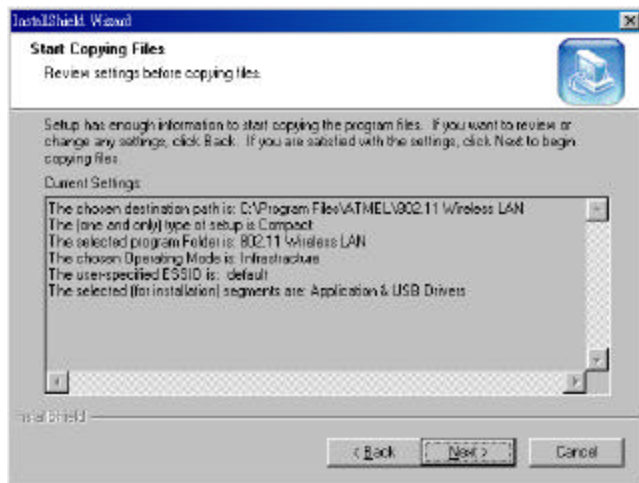 InstallShield Wizard
Start Copying Files
Review settings before copying files.
Setup has enough information to start copying the program files. If you want to review or
change any settings, click Back. If you are satisfied with the settings, click Next to begin
copying files.
Current Settings:
The chosen destination path is: C:\Program Files\ATMEL\802.11 Wireless LAN
The (one and only) type of setup is Compact
The selected program Folder is: 802.11 Wireless LAN
The chosen Operating Mode is: Infrastructure
The user-specified ESSID is: default
The selected (for installation) segments are: Application & USB Drivers
InstallShield
< Back
Next >
Cancel